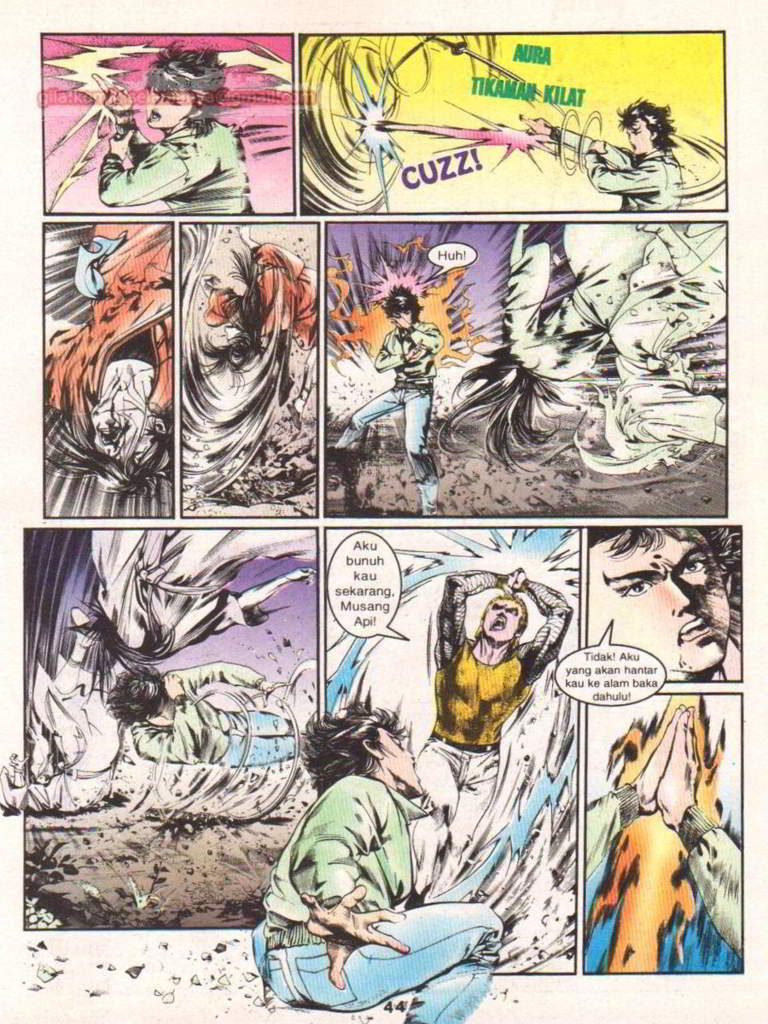 AURA
TIKAMAN KILAT
CUZZ!
Huh!
Aku
bunuh
kau
sekarang,
Musang
Api!
Tidak! Aku
yang akan hantar
kau ke alam baka
dahulu!
44